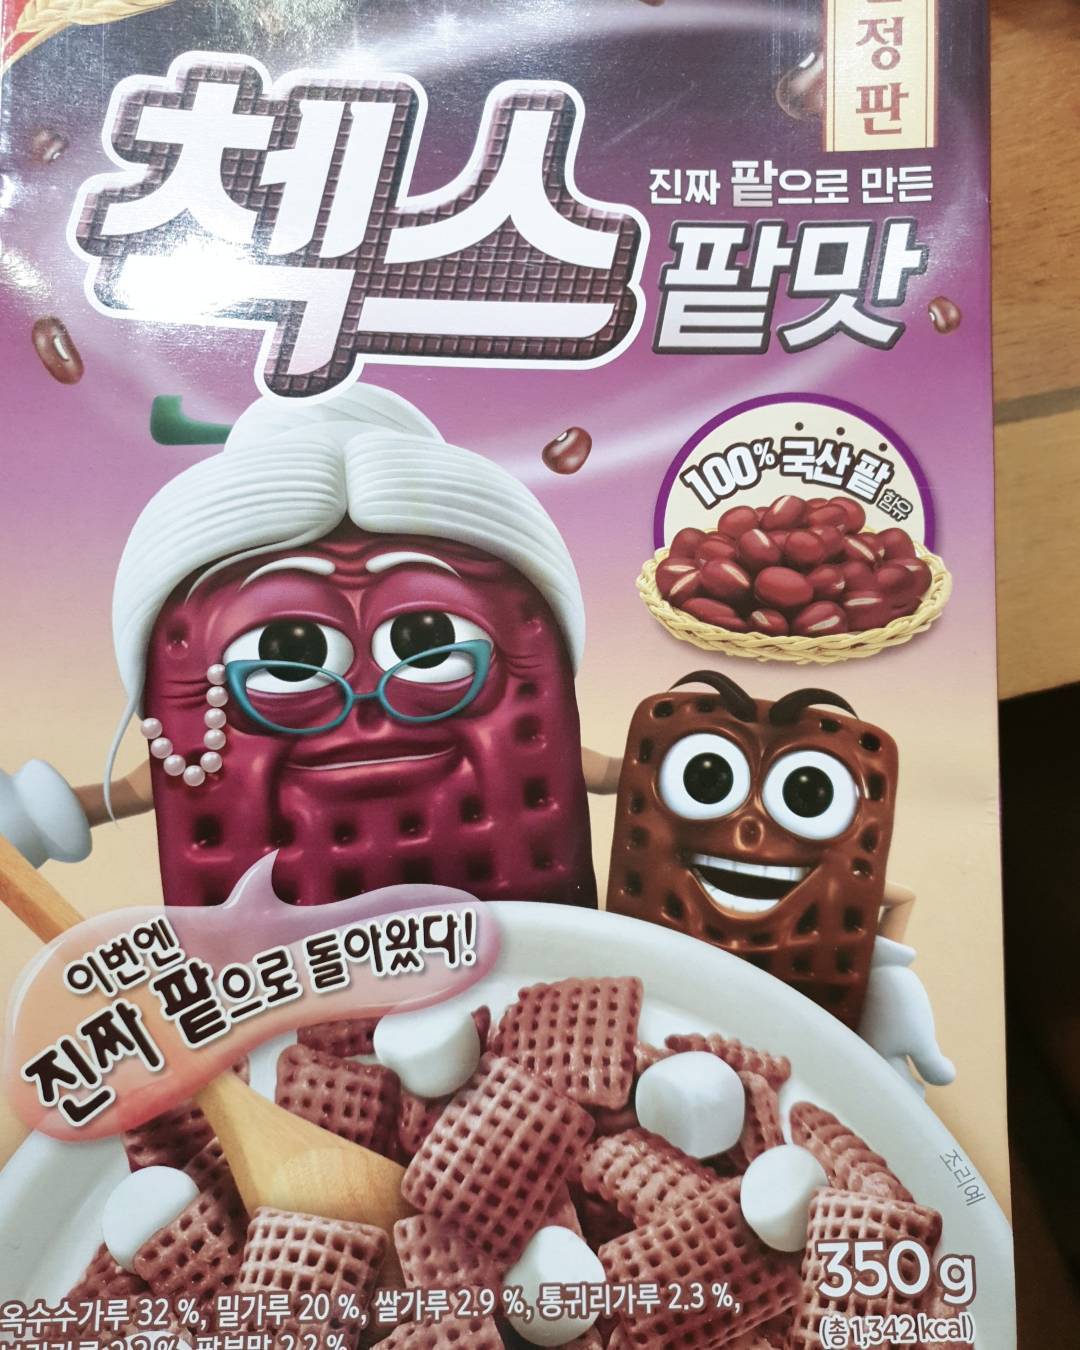 정
판
첵스
진짜 팥으로 만든
팥맛
100% 국산 팥 함유
이번엔
진짜 팥으로 돌아왔다!
조리예
350g
(총 1,342 kcal)
옥수수가루 32 %, 밀가루 20 %, 쌀가루 2.9 %, 통귀리가루 2.3 %,